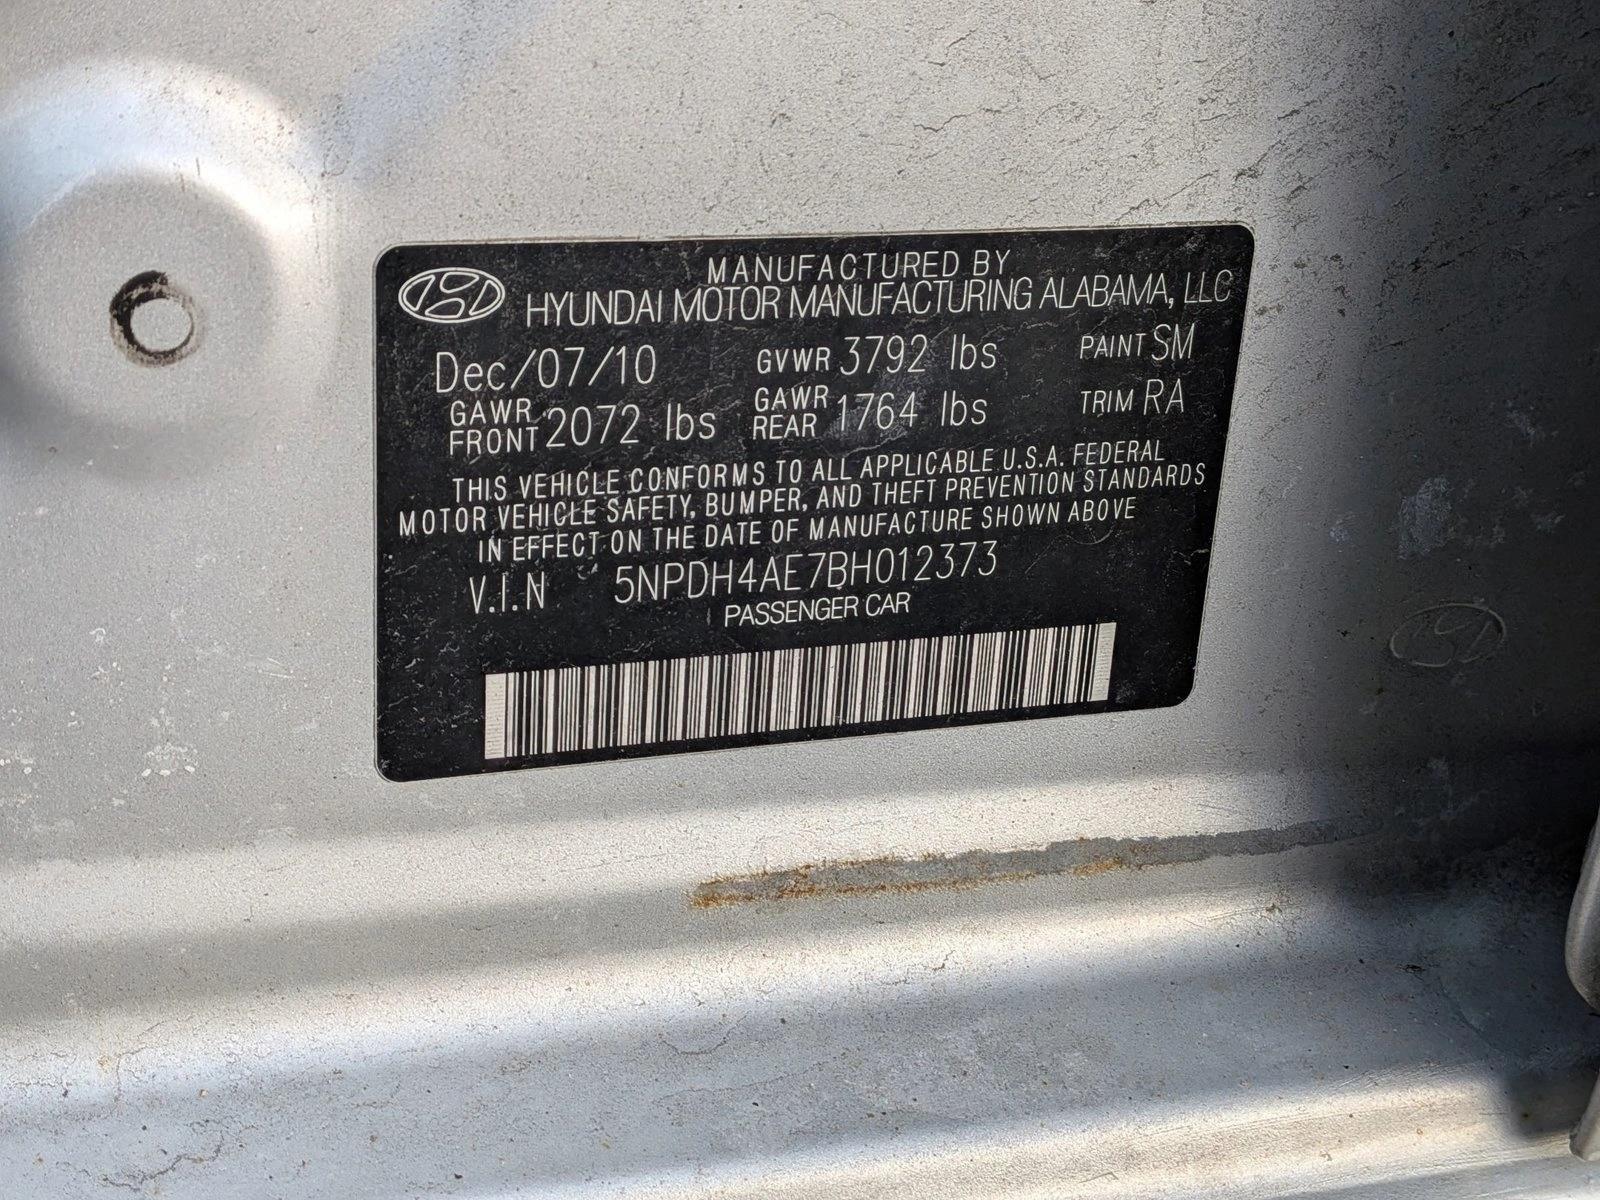 MANUFACTURED BY
HYUNDAI MOTOR MANUFACTURING ALABAMA, LLC
Dec/07/10 GVWR 3792 lbs PAINT SM
GAWR FRONT 2072 lbs GAWR REAR 1764 lbs TRIM RA
THIS VEHICLE CONFORMS TO ALL APPLICABLE U.S.A. FEDERAL
MOTOR VEHICLE SAFETY, BUMPER, AND THEFT PREVENTION STANDARDS
IN EFFECT ON THE DATE OF MANUFACTURE SHOWN ABOVE
V.I.N 5NPDH4AE7BH012373
PASSENGER CAR